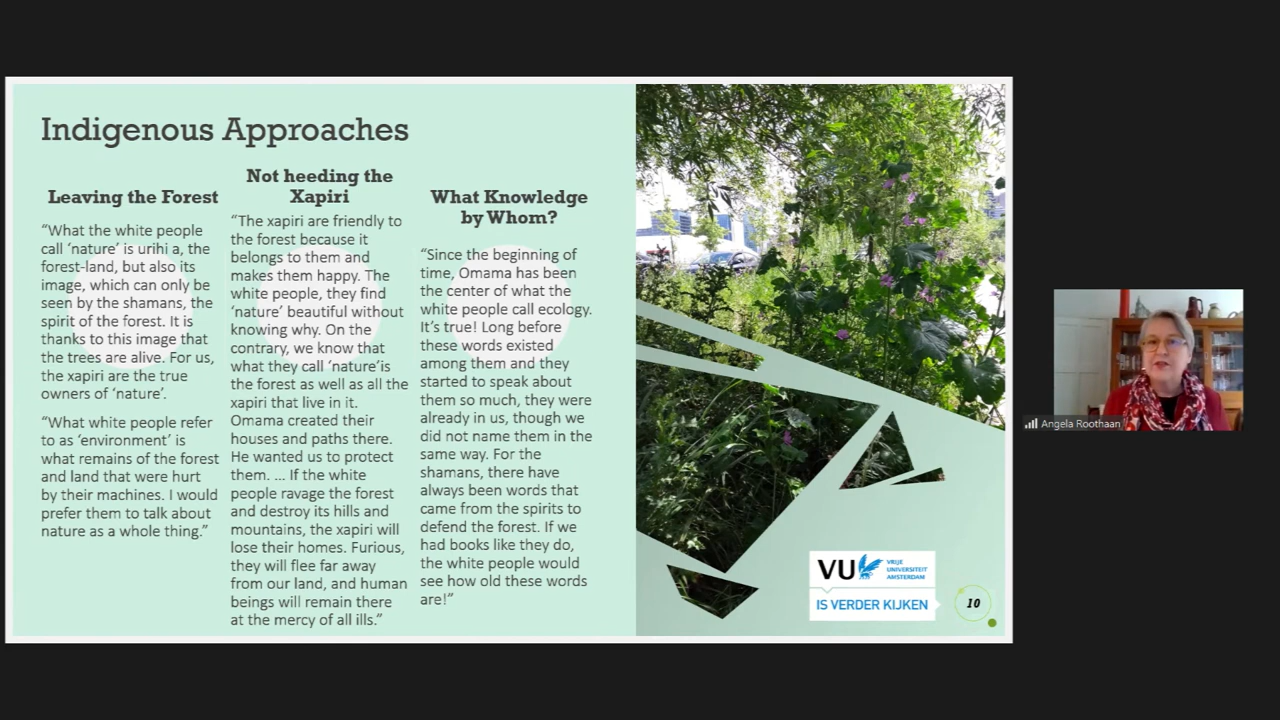 Indigenous Approaches
Leaving the Forest
“What the white people
call ‘nature’ is urihi a, the
forest-land, but also its
image, which can only be
seen by the shamans, the
spirit of the forest. It is
thanks to this image that
the trees are alive. For us,
the xapiri are the true
owners of ‘nature’.
“What white people refer
to as ‘environment’ is
what remains of the forest
and land that were hurt
by their machines. I would
prefer them to talk about
nature as a whole thing.”
Not heeding the
Xapiri
“The xapiri are friendly to
the forest because it
belongs to them and
makes them happy. The
white people, they find
‘nature’ beautiful without
knowing why. On the
contrary, we know that
what they call ‘nature’is
the forest as well as all the
xapiri that live in it.
Omama created their
houses and paths there.
He wanted us to protect
them. ... If the white
people ravage the forest
and destroy its hills and
mountains, the xapiri will
lose their homes. Furious,
they will flee far away
from our land, and human
beings will remain there
at the mercy of all ills.”
What Knowledge
by Whom?
“Since the beginning of
time, Omama has been
the center of what the
white people call ecology.
It’s true! Long before
these words existed
among them and they
started to speak about
them so much, they were
already in us, though we
did not name them in the
same way. For the
shamans, there have
always been words that
came from the spirits to
defend the forest. If we
had books like they do,
the white people would
see how old these words
are!”
VU
VRIJE
UNIVERSITEIT
AMSTERDAM
IS VERDER KIJKEN
10
Angela Roothaan